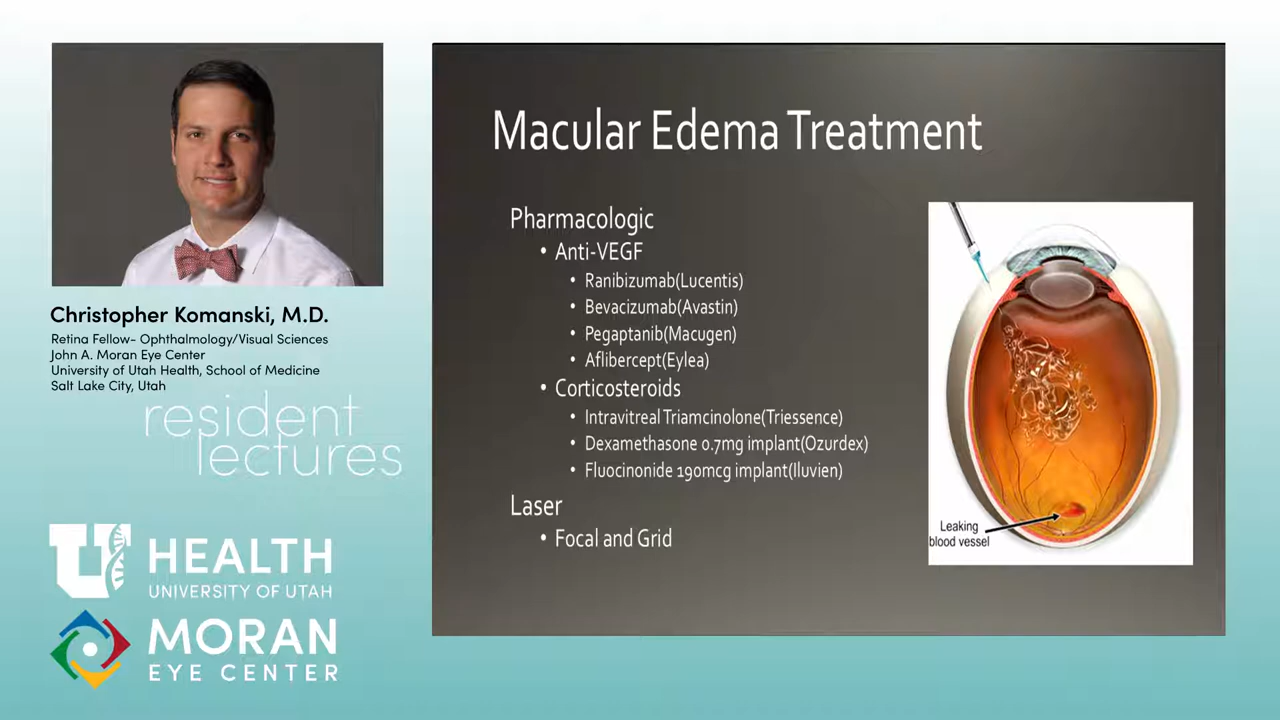 Christopher Komanski, M.D.
Retina Fellow- Ophthalmology/Visual Sciences
John A. Moran Eye Center
University of Utah Health, School of Medicine
Salt Lake City, Utah
resident
lectures
U HEALTH
UNIVERSITY OF UTAH
MORAN
EYE CENTER
Macular Edema Treatment
Pharmacologic
• Anti-VEGF
• Ranibizumab(Lucentis)
• Bevacizumab(Avastin)
• Pegaptanib(Macugen)
• Aflibercept(Eylea)
• Corticosteroids
• Intravitreal Triamcinolone(Triessence)
• Dexamethasone 0.7mg implant(Ozurdex)
• Fluocinonide 190mcg implant(Iluvien)
Laser
• Focal and Grid
Leaking
blood vessel